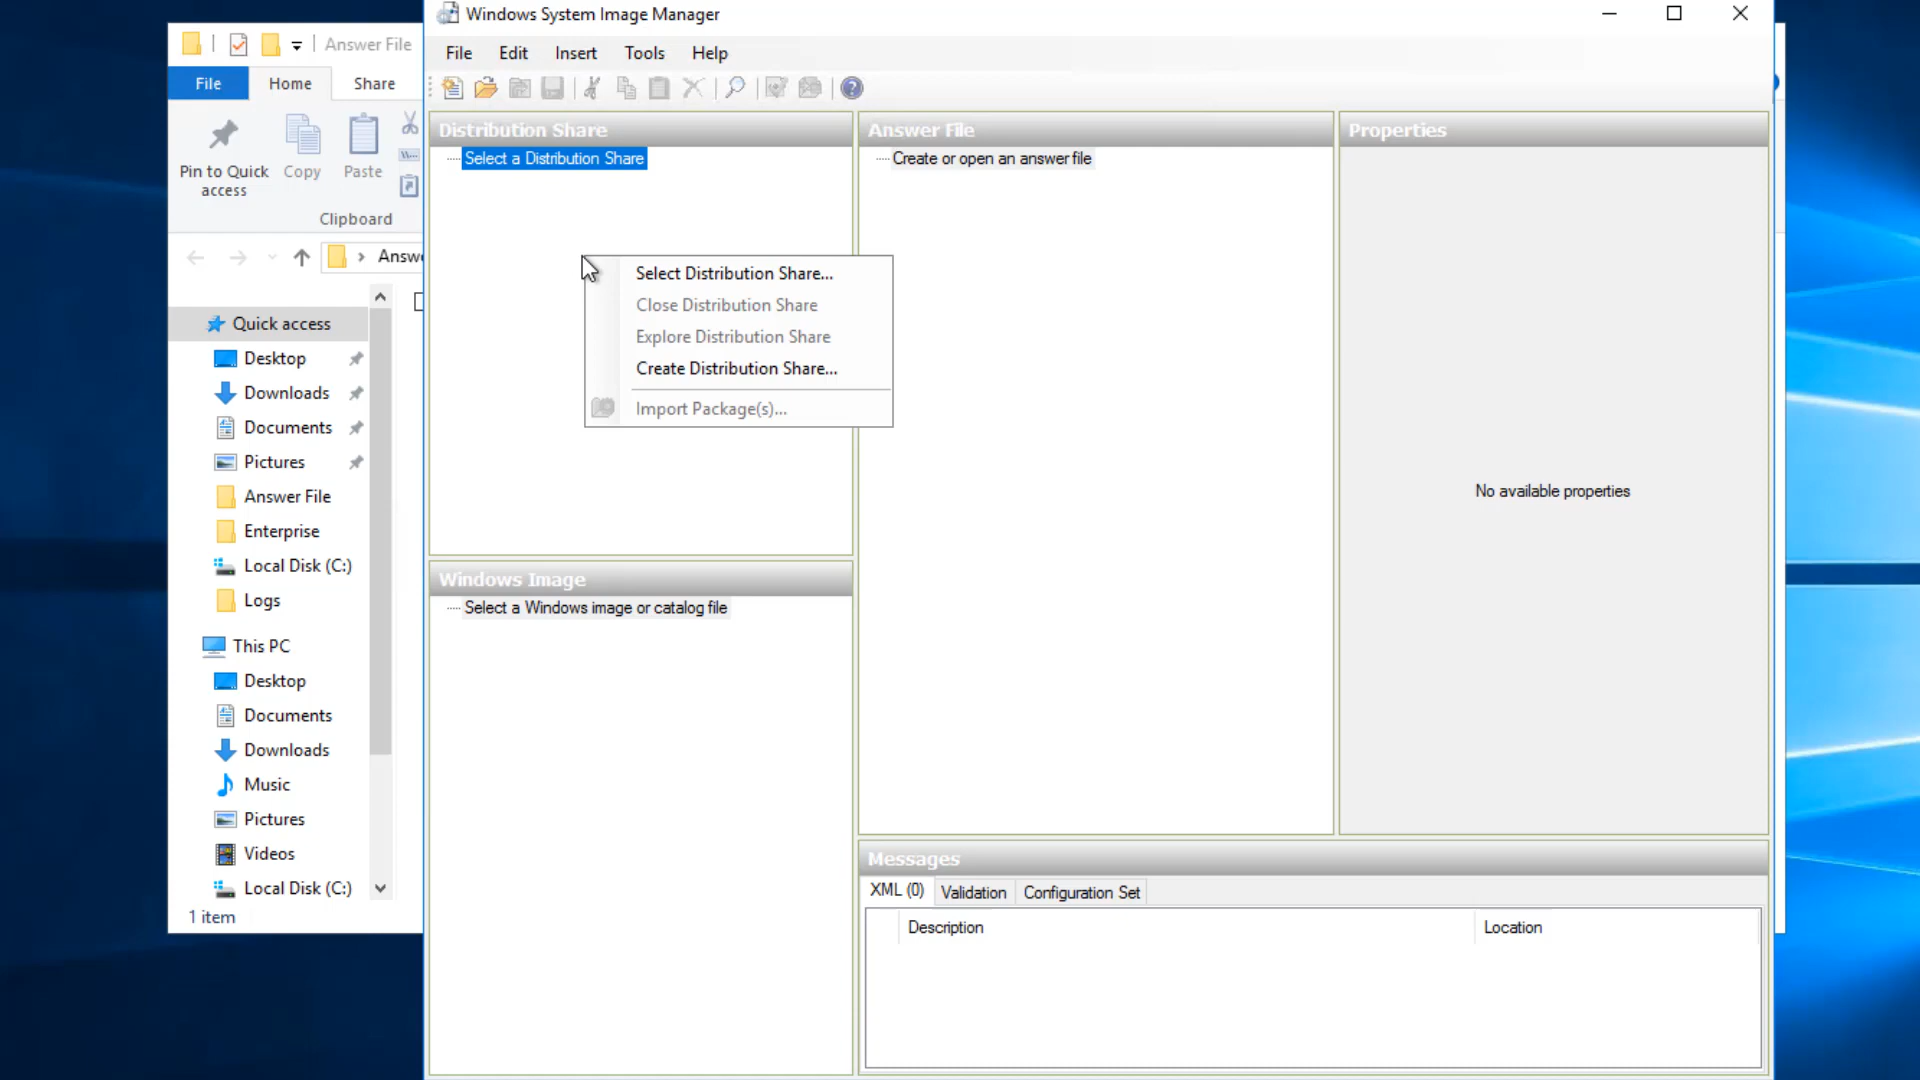 Answer File
File
Home
Share
Pin to Quick
access
Copy
Paste
Clipboard
Answ
Quick access
Desktop
Downloads
Documents
Pictures
Answer File
Enterprise
Local Disk (C:)
Logs
This PC
Desktop
Documents
Downloads
Music
Pictures
Videos
Local Disk (C:)
1 item
Windows System Image Manager
File
Edit
Insert
Tools
Help
Distribution Share
Select a Distribution Share
Select Distribution Share...
Close Distribution Share
Explore Distribution Share
Create Distribution Share...
Import Package(s)...
Windows Image
Select a Windows image or catalog file
Answer File
Create or open an answer file
Properties
No available properties
Messages
XML (0)
Validation
Configuration Set
Description
Location